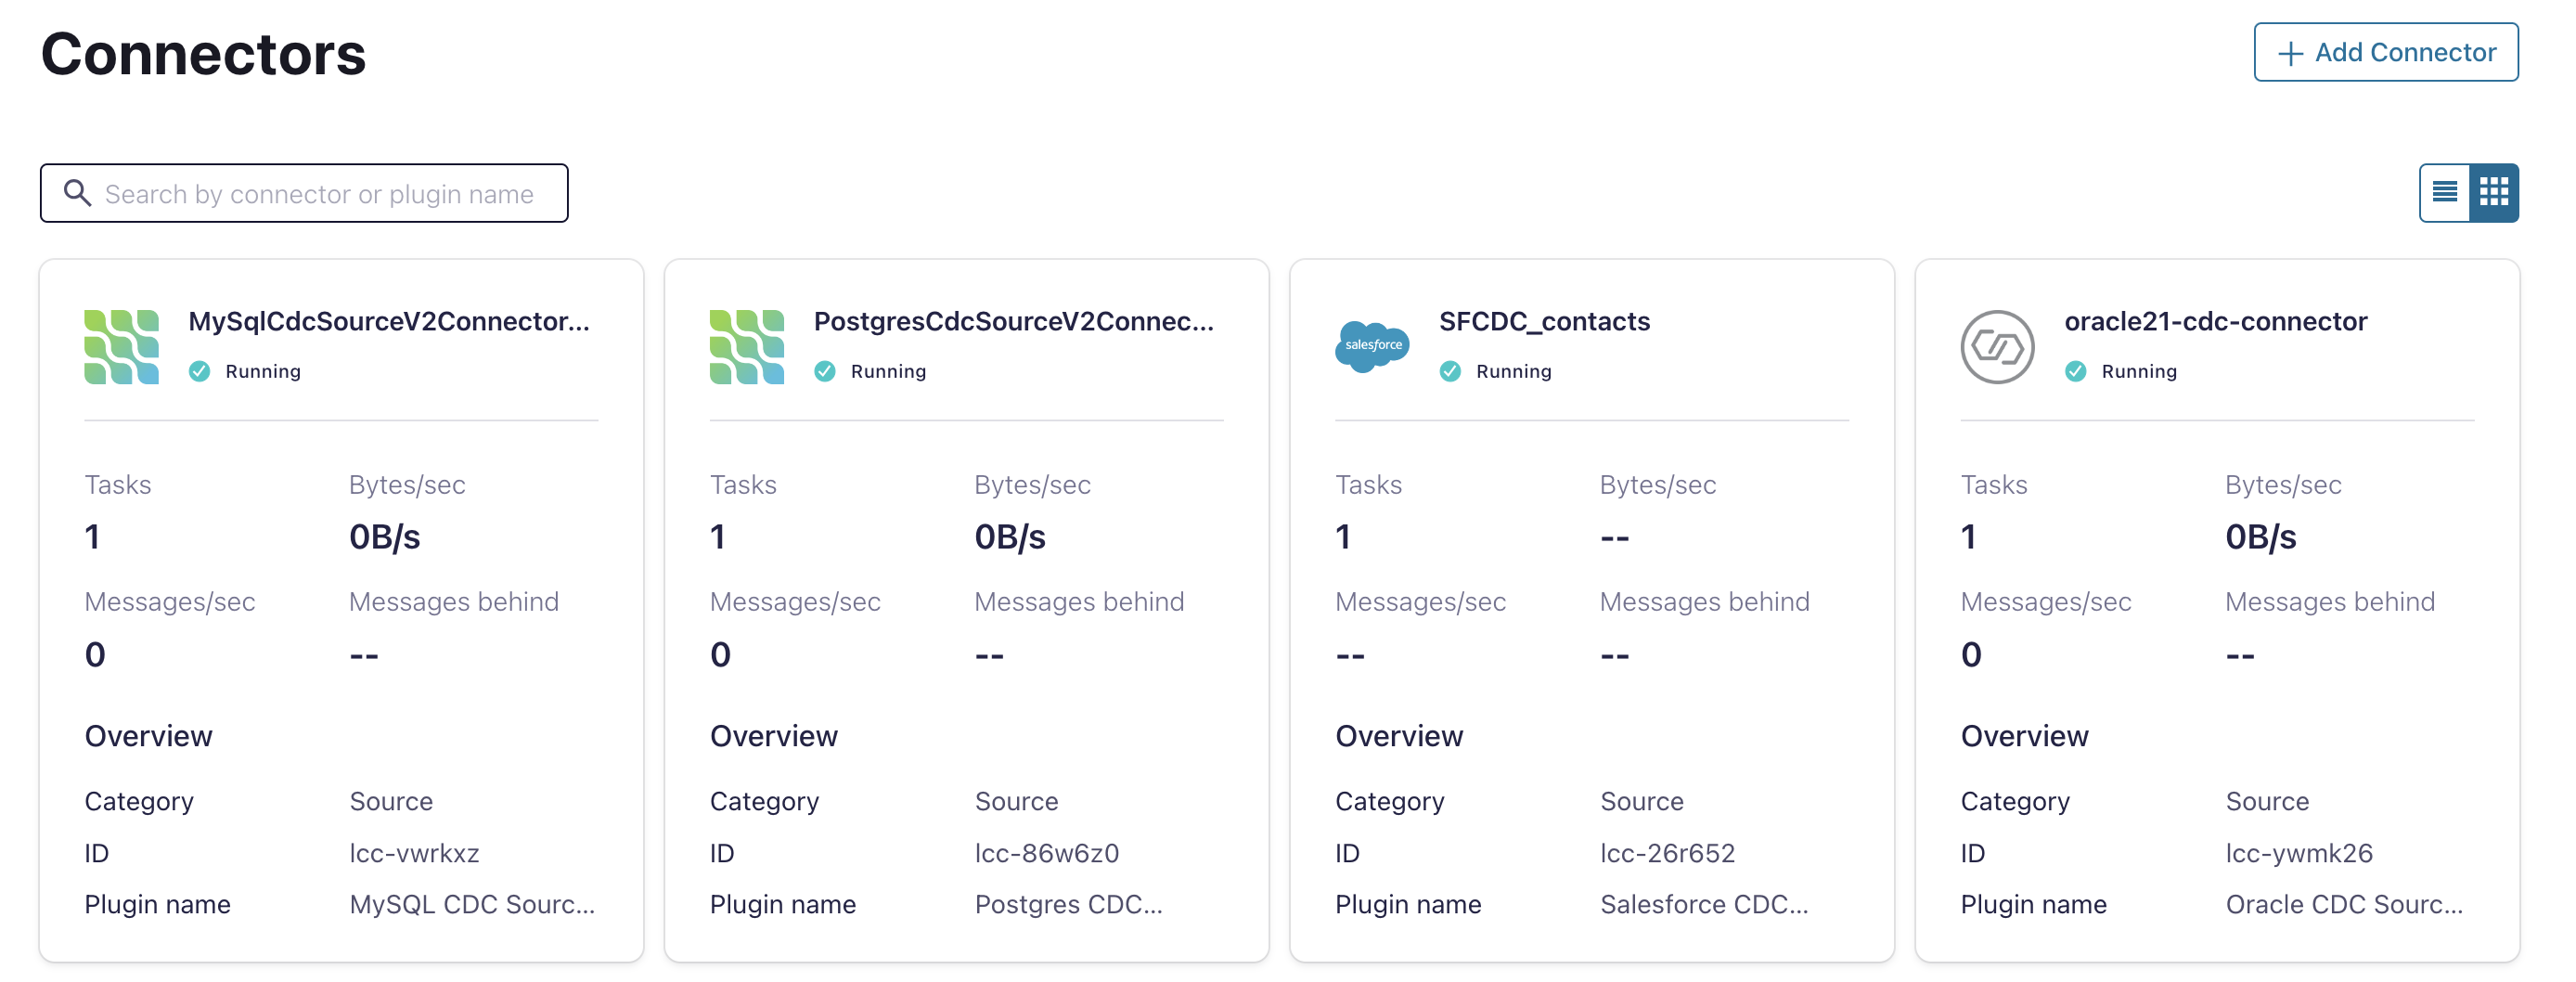 Connectors
+ Add Connector
Search by connector or plugin name
MySqlCdcSourceV2Connector...
Running
Tasks
Bytes/sec
1
0B/s
Messages/sec
Messages behind
0
--
Overview
Category
Source
ID
lcc-vwrkxz
Plugin name
MySQL CDC Sourc...
PostgresCdcSourceV2Connec...
Running
Tasks
Bytes/sec
1
0B/s
Messages/sec
Messages behind
0
--
Overview
Category
Source
ID
lcc-86w6z0
Plugin name
Postgres CDC...
salesforce
SFCDC_contacts
Running
Tasks
Bytes/sec
1
--
Messages/sec
Messages behind
--
--
Overview
Category
Source
ID
lcc-26r652
Plugin name
Salesforce CDC...
oracle21-cdc-connector
Running
Tasks
Bytes/sec
1
0B/s
Messages/sec
Messages behind
0
--
Overview
Category
Source
ID
lcc-ywmk26
Plugin name
Oracle CDC Sourc...